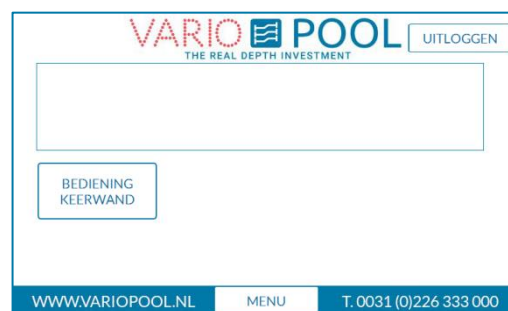 VARIO POOL
THE REAL DEPTH INVESTMENT
UITLOGGEN
BEDIENING
KEERWAND
WWW.VARIOPOOL.NL
MENU
T. 0031 (0)226 333 000